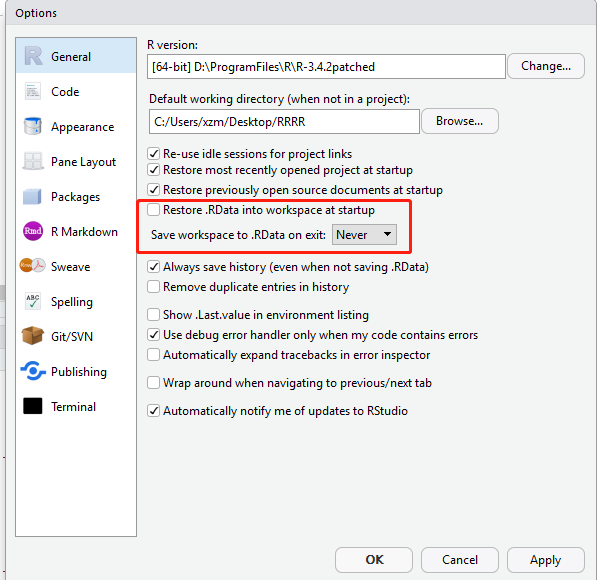 Options
General
Code
Appearance
Pane Layout
Packages
Rmd R Markdown
Rnw Sweave
ABC Spelling
Git/SVN
Publishing
Terminal
R version:
[64-bit] D:\ProgramFiles\R\R-3.4.2patched
Change...
Default working directory (when not in a project):
C:/Users/xzm/Desktop/RRRR
Browse...
Re-use idle sessions for project links
Restore most recently opened project at startup
Restore previously open source documents at startup
Restore .RData into workspace at startup
Save workspace to .RData on exit: Never
Always save history (even when not saving .RData)
Remove duplicate entries in history
Show .Last.value in environment listing
Use debug error handler only when my code contains errors
Automatically expand tracebacks in error inspector
Wrap around when navigating to previous/next tab
Automatically notify me of updates to RStudio
OK
Cancel
Apply